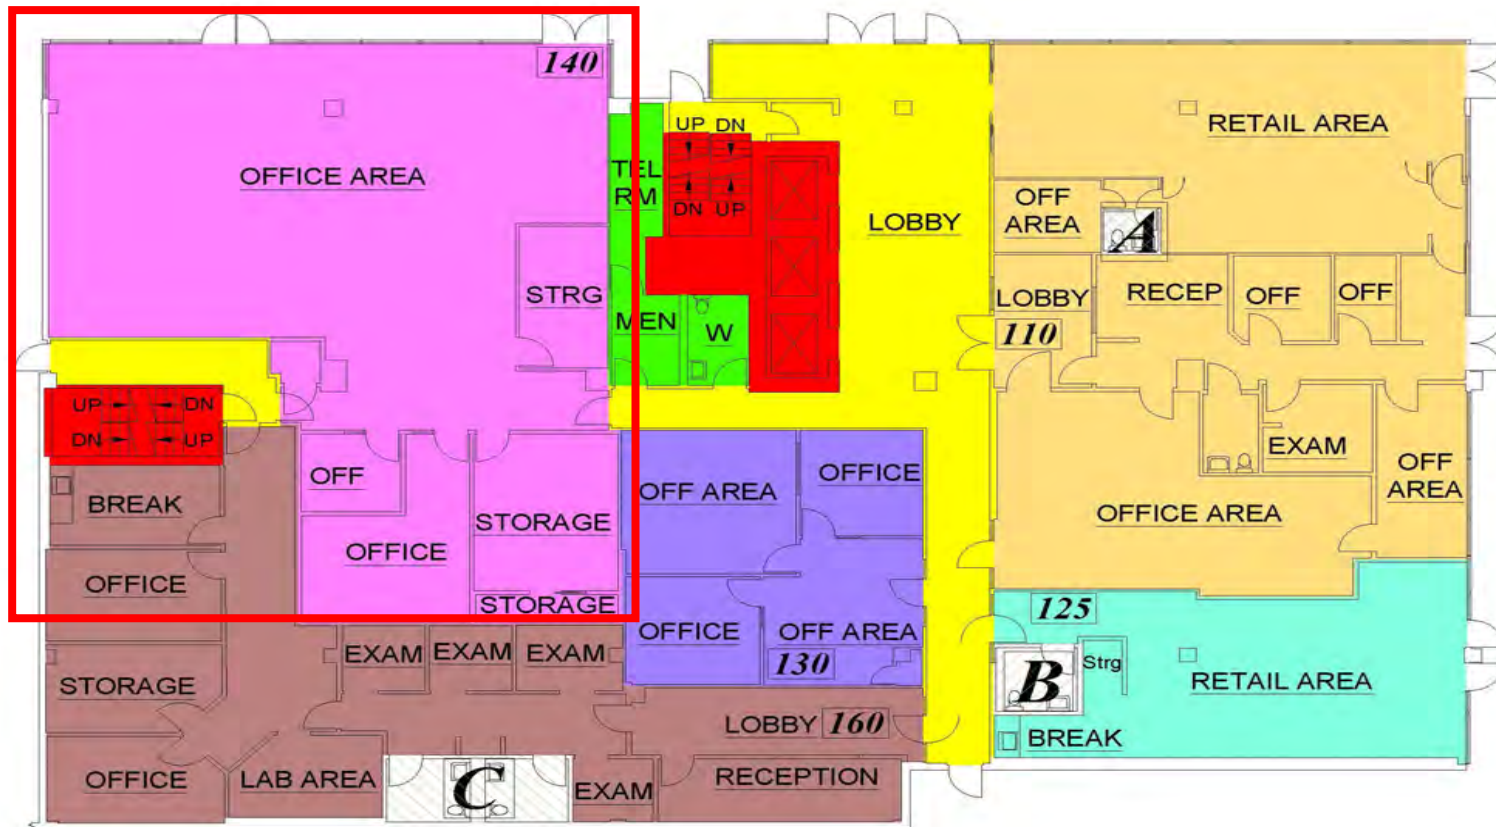 140
OFFICE AREA
STRG
UP DN
DN UP
BREAK
OFF
STORAGE
OFFICE
OFFICE
STORAGE
UP DN
DN UP
TEL
RM
MEN
W
LOBBY
RETAIL AREA
OFF
AREA
A
LOBBY
110
RECEP
OFF
OFF
EXAM
OFF
AREA
OFFICE AREA
OFF AREA
OFFICE
OFFICE
OFF AREA
130
125
B
Strg
RETAIL AREA
BREAK
EXAM
EXAM
EXAM
STORAGE
OFFICE
LAB AREA
C
EXAM
LOBBY 160
RECEPTION